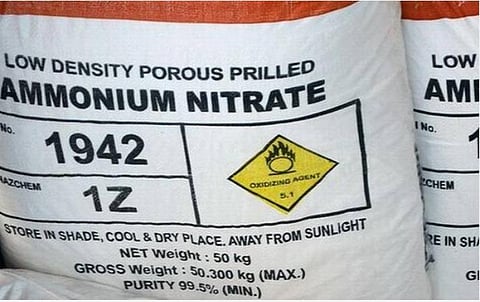 LOW DENSITY POROUS PRILLED
AMMONIUM NITRATE
No.
1942
AZCHEM
1Z
OXIDIZING AGENT
5.1
STORE IN SHADE, COOL & DRY PLACE. AWAY FROM SUNLIGHT
NET Weight : 50 kg
GROSS Weight : 50.300 kg (MAX.)
PURITY 99.5% (MIN.)
LOW
AM
No.
1
ZCHEM
RE IN SHA